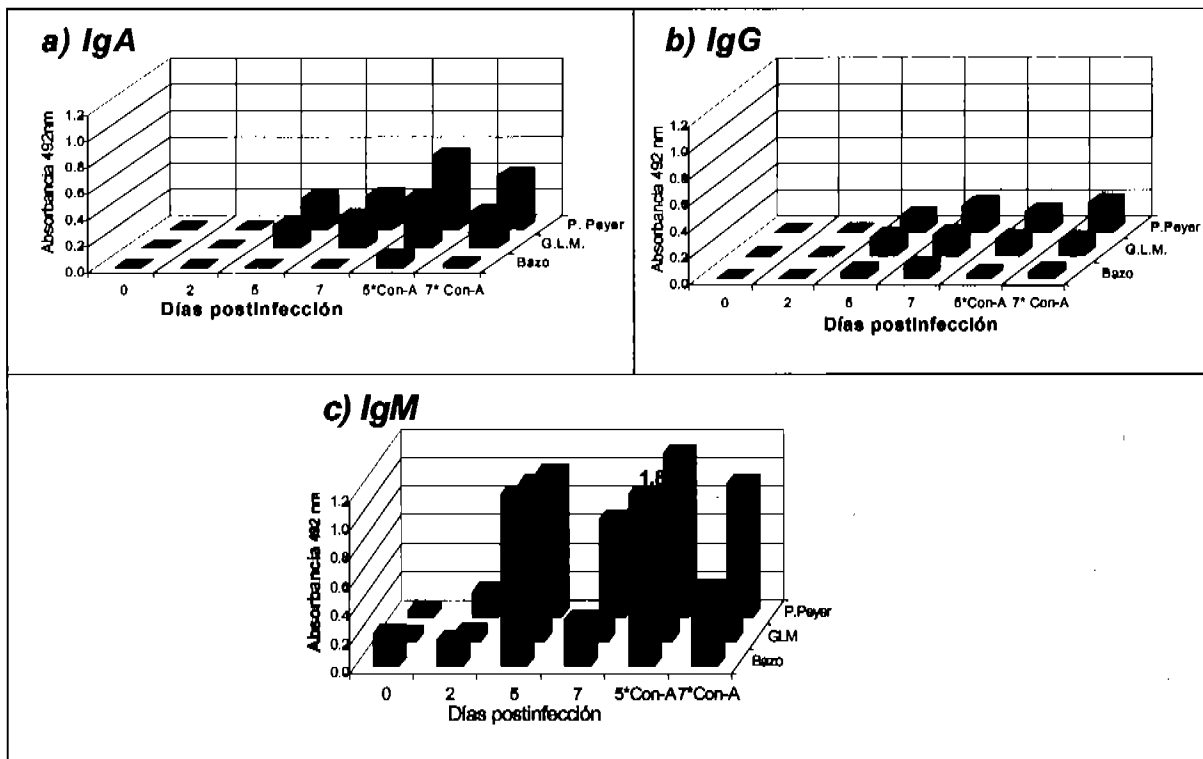 a) IgA
Absorbancia 492nm
1.2
1.0
0.8
0.6
0.4
0.2
0.0
0 2 5 7 5*Con-A 7* Con-A
Días postinfección
P. Peyer
G.L.M.
Bazo
b) IgG
Absorbancia 492 nm
1.2
1.0
0.8
0.6
0.4
0.2
0.0
0 2 5 7 5*Con-A 7* Con-A
Días postinfección
P. Peyer
G.L.M.
Bazo
c) IgM
Absorbancia 492 nm
1.2
1.0
0.8
0.6
0.4
0.2
0.0
0 2 5 7 5*Con-A 7*Con-A
Días postinfección
P.Peyer
GLM
Bazo